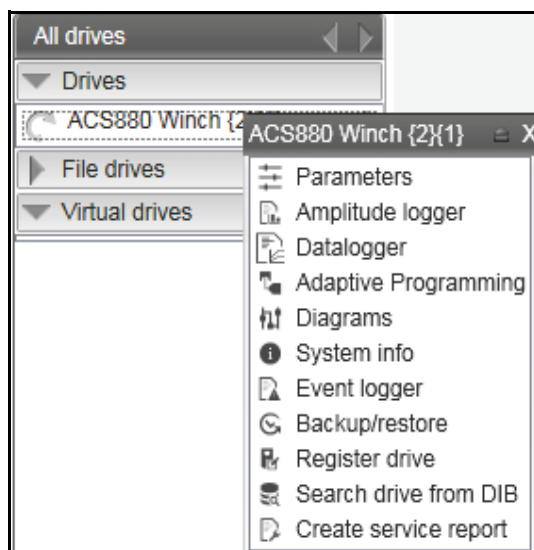 All drives
Drives
ACS880 Winch {2
ACS880 Winch {2}{1} X
File drives
Virtual drives
Parameters
Amplitude logger
Datalogger
Adaptive Programming
Diagrams
System info
Event logger
Backup/restore
Register drive
Search drive from DIB
Create service report